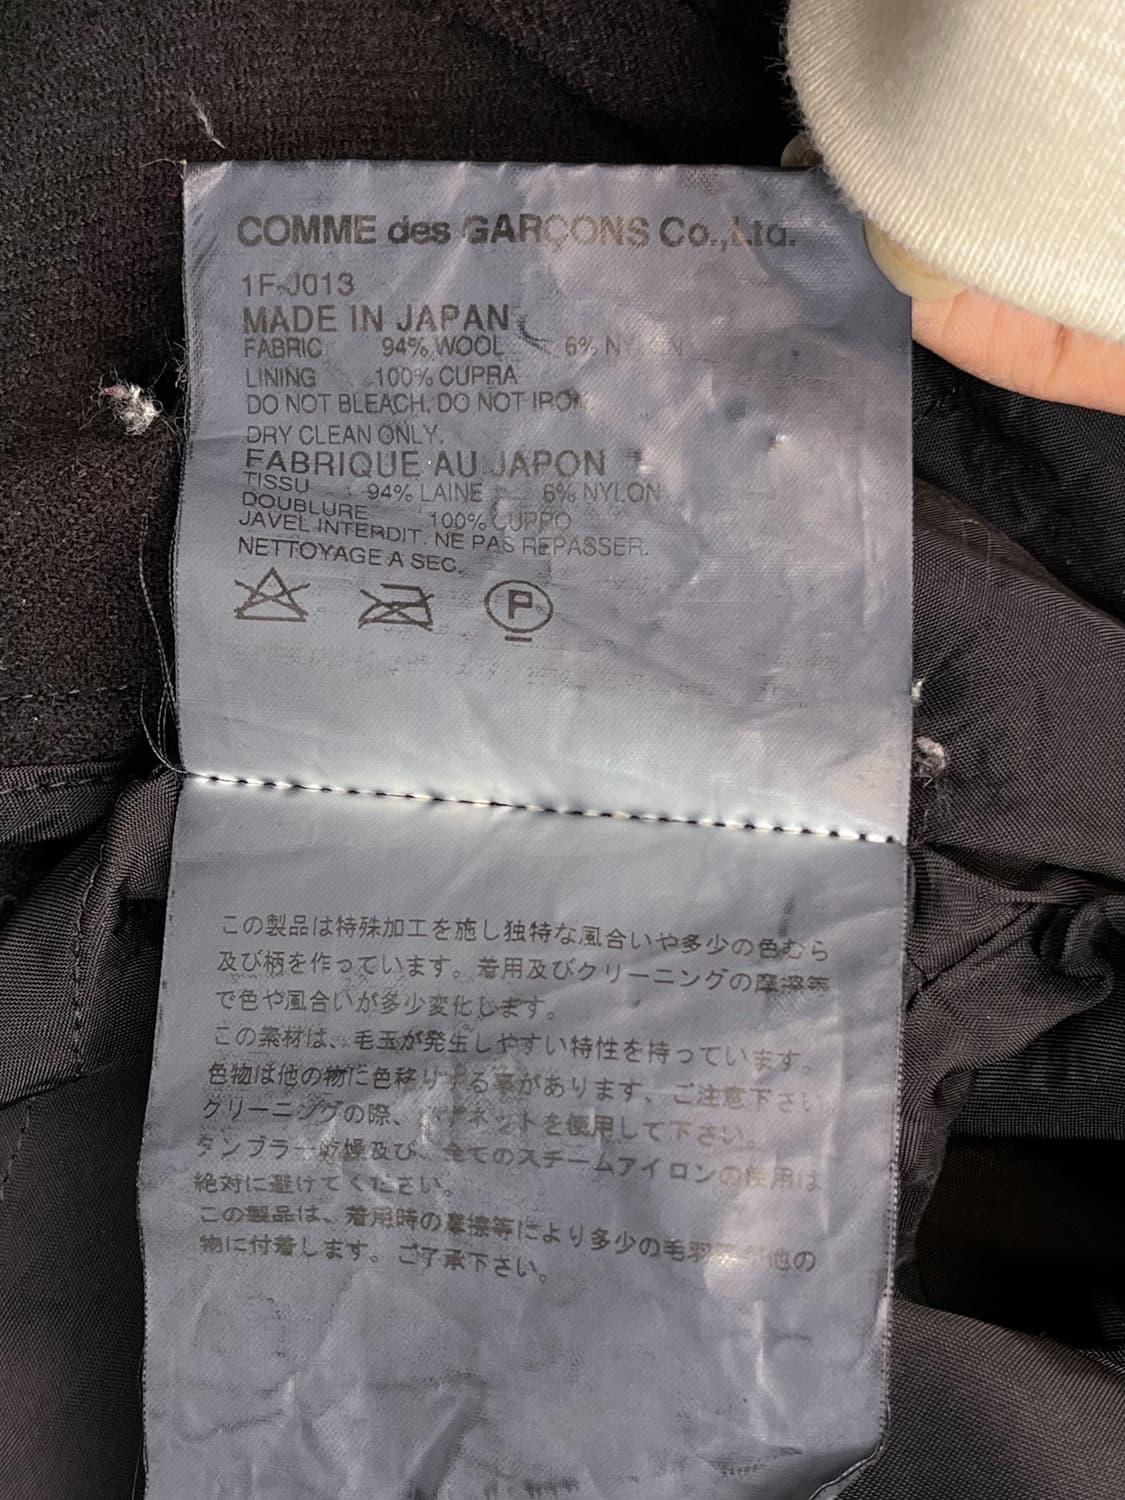 COMME des GARÇONS Co.,Ltd.
1F-J013
MADE IN JAPAN
FABRIC 94% WOOL 6% NYLON
LINING 100% CUPRA
DO NOT BLEACH. DO NOT IRON.
DRY CLEAN ONLY.
FABRIQUE AU JAPON
TISSU 94% LAINE 6% NYLON
DOUBLURE 100% CUPRO
JAVEL INTERDIT. NE PAS REPASSER.
NETTOYAGE A SEC.
P
この製品は特殊加工を施し独特な風合いや多少の色むら
及び柄を作っています。着用及びクリーニングの摩擦等
で色や風合いが多少変化します。
この素材は、毛玉が発生しやすい特性を持っています。
色物は他の物に色移りする事があります、ご注意下さい。
クリーニングの際、 を使用して下さい。
タンブラー乾燥及び、全てのスチームアイロンの使用は
絶対に避けてください。
この製品は、着用時の摩擦等により多少の毛羽 他の
物に付着します。ご了承下さい。